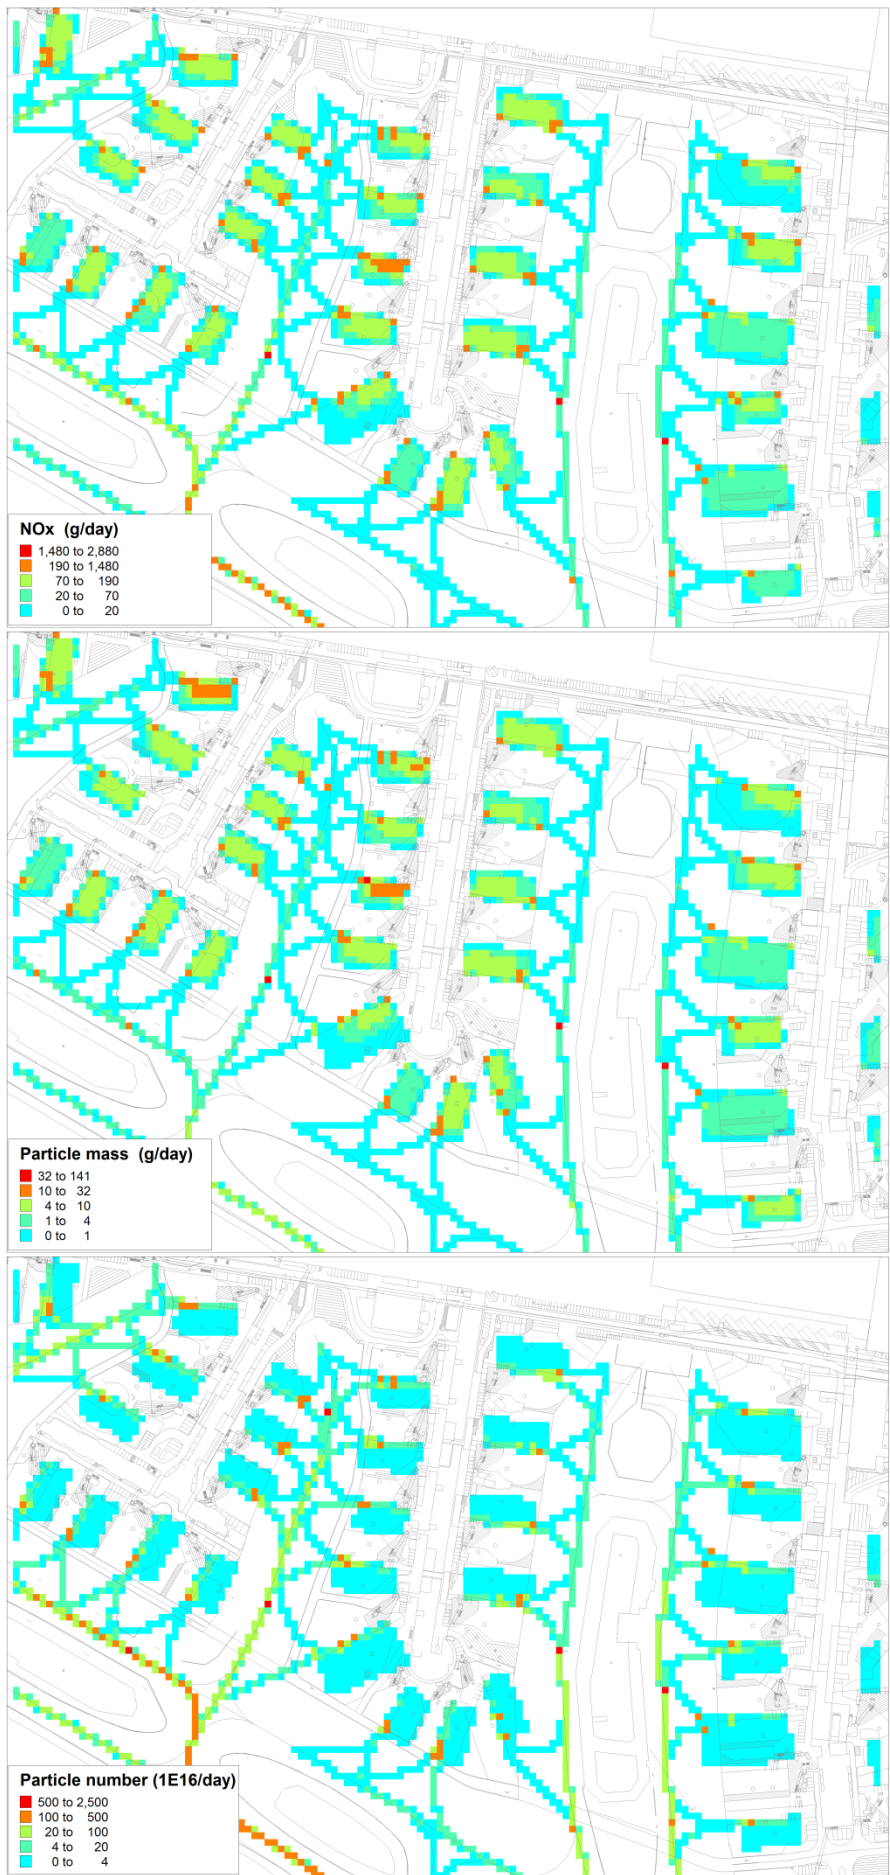 NOx (g/day)
1,480 to 2,880
190 to 1,480
70 to 190
20 to 70
0 to 20
Particle mass (g/day)
32 to 141
10 to 32
4 to 10
1 to 4
0 to 1
Particle number (1E16/day)
500 to 2,500
100 to 500
20 to 100
4 to 20
0 to 4